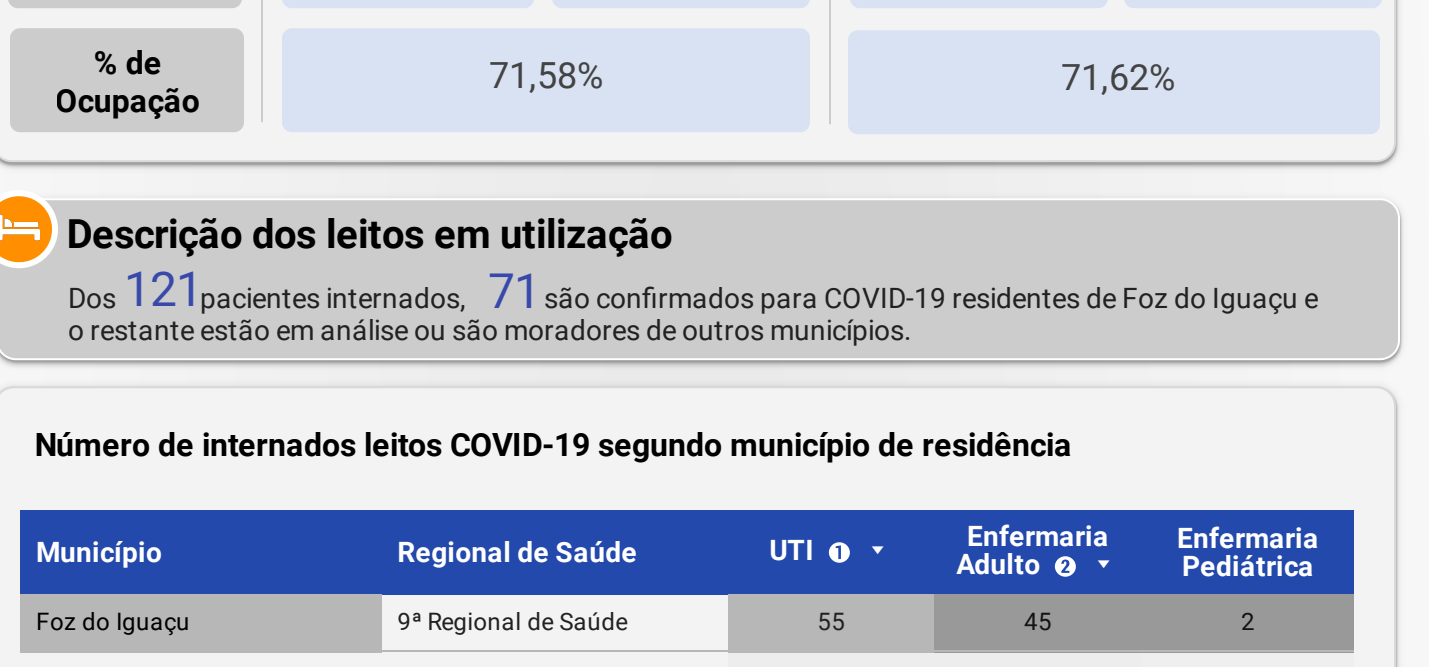 % de
Ocupação
71,58%
71,62%
Descrição dos leitos em utilização
Dos 121 pacientes internados, 71 são confirmados para COVID-19 residentes de Foz do Iguaçu e
o restante estão em análise ou são moradores de outros municípios.
Número de internados leitos COVID-19 segundo município de residência
Município Regional de Saúde UTI ❶ Enfermaria Adulto ❷ Enfermaria Pediátrica
Foz do Iguaçu 9ª Regional de Saúde 55 45 2